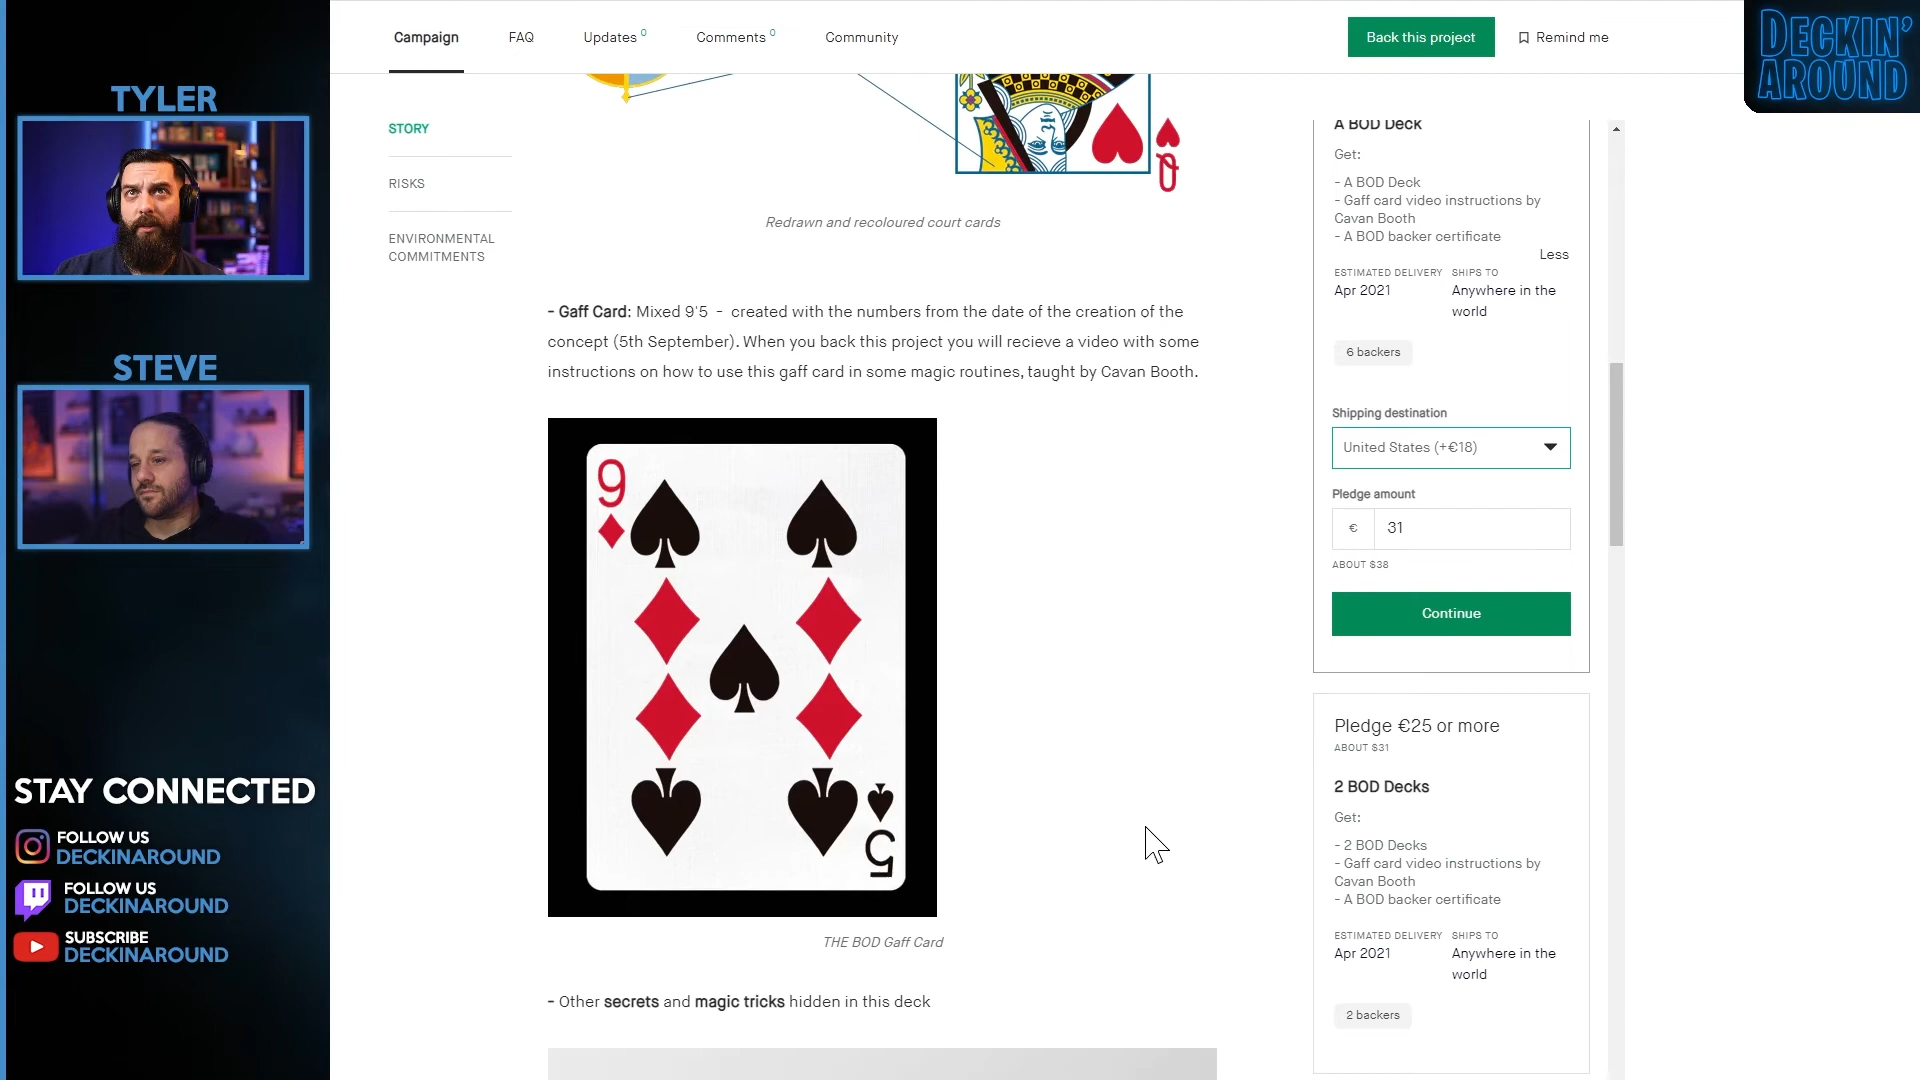 Campaign
FAQ
Updates 0
Comments 0
Community
Back this project
Remind me
DECKIN'
AROUND
TYLER
STEVE
STAY CONNECTED
FOLLOW US
DECKINAROUND
FOLLOW US
DECKINAROUND
SUBSCRIBE
DECKINAROUND
STORY
RISKS
ENVIRONMENTAL
COMMITMENTS
Q
Redrawn and recoloured court cards
- Gaff Card: Mixed 9'5 - created with the numbers from the date of the creation of the
concept (5th September). When you back this project you will recieve a video with some
instructions on how to use this gaff card in some magic routines, taught by Cavan Booth.
9
5
THE BOD Gaff Card
- Other secrets and magic tricks hidden in this deck
A BOD Deck
Get:
- A BOD Deck
- Gaff card video instructions by
Cavan Booth
- A BOD backer certificate
Less
ESTIMATED DELIVERY
Apr 2021
SHIPS TO
Anywhere in the
world
6 backers
Shipping destination
United States (+€18)
Pledge amount
€ 31
ABOUT $38
Continue
Pledge €25 or more
ABOUT $31
2 BOD Decks
Get:
- 2 BOD Decks
- Gaff card video instructions by
Cavan Booth
- A BOD backer certificate
ESTIMATED DELIVERY
Apr 2021
SHIPS TO
Anywhere in the
world
2 backers